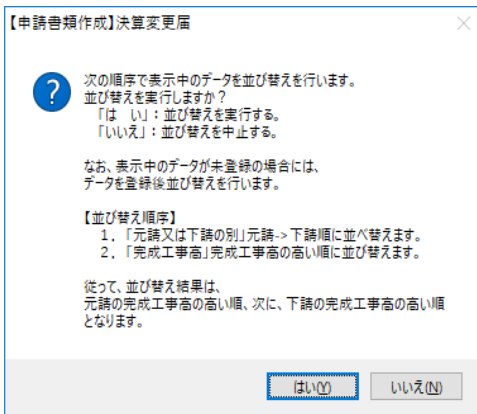 【申請書類作成】決算変更届
次の順序で表示中のデータを並び替えを行います。
並び替えを実行しますか？
「は　い」：並び替えを実行する。
「いいえ」：並び替えを中止する。
なお、表示中のデータが未登録の場合には、
データを登録後並び替えを行います。
【並び替え順序】
１．「元請又は下請の別」元請->下請順に並べ替えます。
２．「完成工事高」完成工事高の高い順に並び替えます。
従って、並び替え結果は、
元請の完成工事高の高い順、次に、下請の完成工事高の高い順
となります。
はい(Y)　いいえ(N)